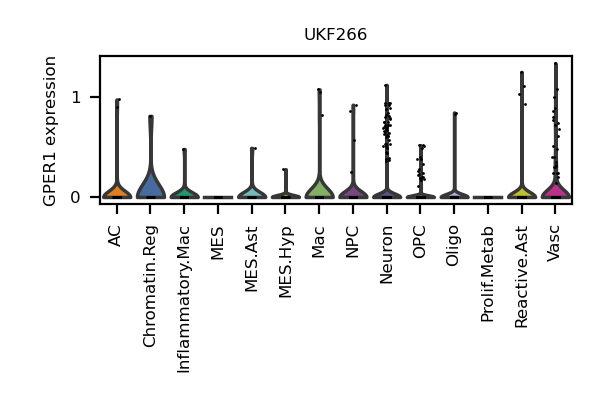 UKF266
GPER1 expression
1
0
AC
Chromatin.Reg
Inflammatory.Mac
MES
MES.Ast
MES.Hyp
Mac
NPC
Neuron
OPC
Oligo
Prolif.Metab
Reactive.Ast
Vasc